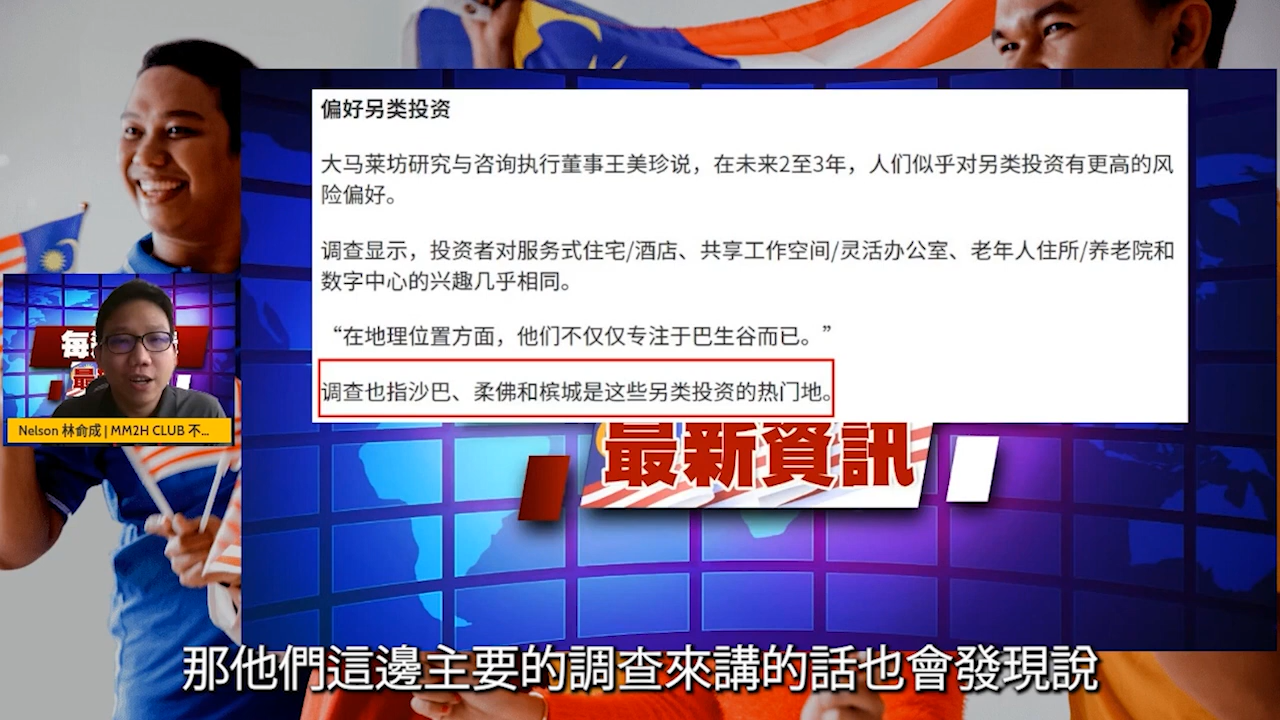 偏好另类投资
大马莱坊研究与咨询执行董事王美珍说，在未来2至3年，人们似乎对另类投资有更高的风
险偏好。
调查显示，投资者对服务式住宅/酒店、共享工作空间/灵活办公室、老年人住所/养老院和
数字中心的兴趣几乎相同。
“在地理位置方面，他们不仅仅专注于巴生谷而已。”
调查也指沙巴、柔佛和槟城是这些另类投资的热门地。
每
最
Nelson 林俞成 | MM2H CLUB 不...
最新資訊
那他們這邊主要的調查來講的話也會發現說